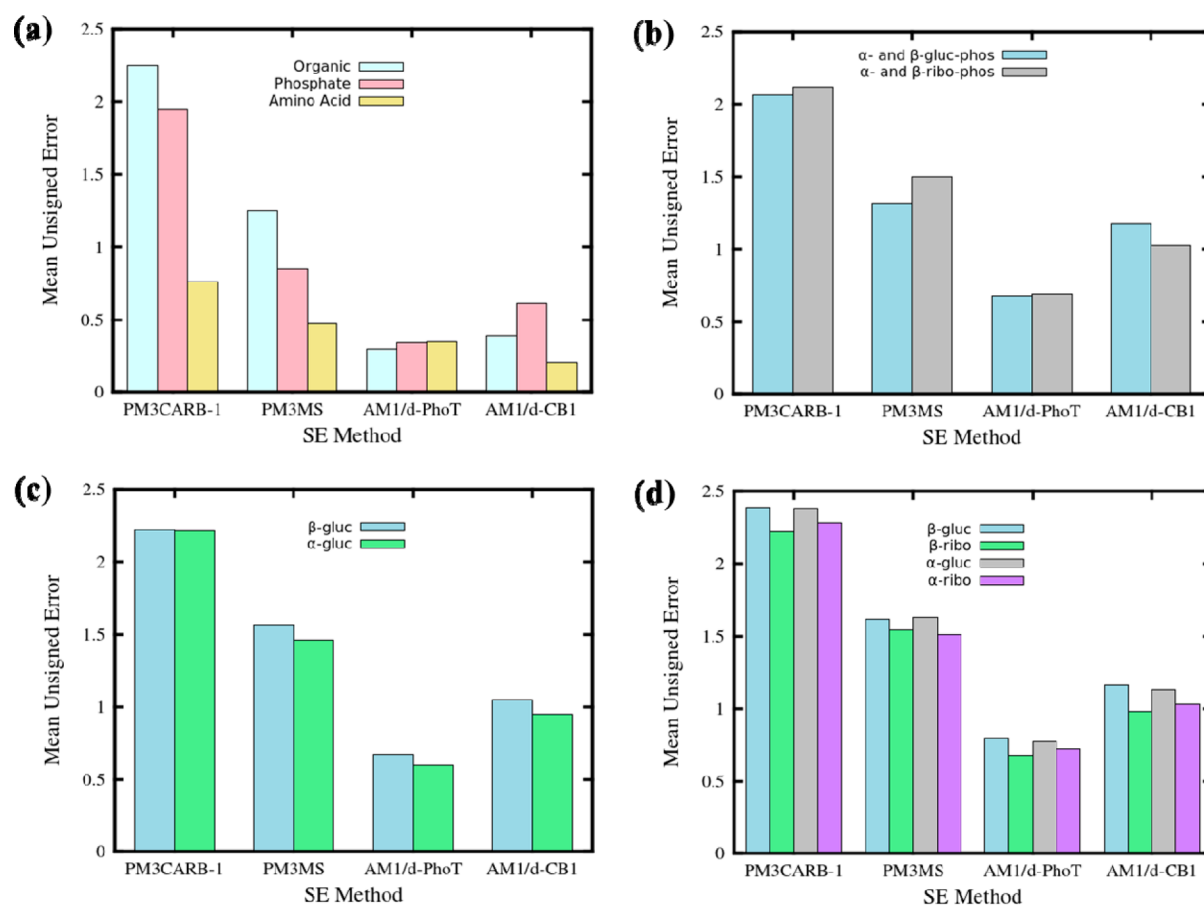 (a)
Mean Unsigned Error
2.5
2
1.5
1
0.5
0
Organic
Phosphate
Amino Acid
PM3CARB-1 PM3MS AM1/d-PhoT AM1/d-CB1
SE Method
(b)
Mean Unsigned Error
2.5
2
1.5
1
0.5
0
α- and β-gluc-phos
α- and β-ribo-phos
PM3CARB-1 PM3MS AM1/d-PhoT AM1/d-CB1
SE Method
(c)
Mean Unsigned Error
2.5
2
1.5
1
0.5
0
β-gluc
α-gluc
PM3CARB-1 PM3MS AM1/d-PhoT AM1/d-CB1
SE Method
(d)
Mean Unsigned Error
2.5
2
1.5
1
0.5
0
β-gluc
β-ribo
α-gluc
α-ribo
PM3CARB-1 PM3MS AM1/d-PhoT AM1/d-CB1
SE Method